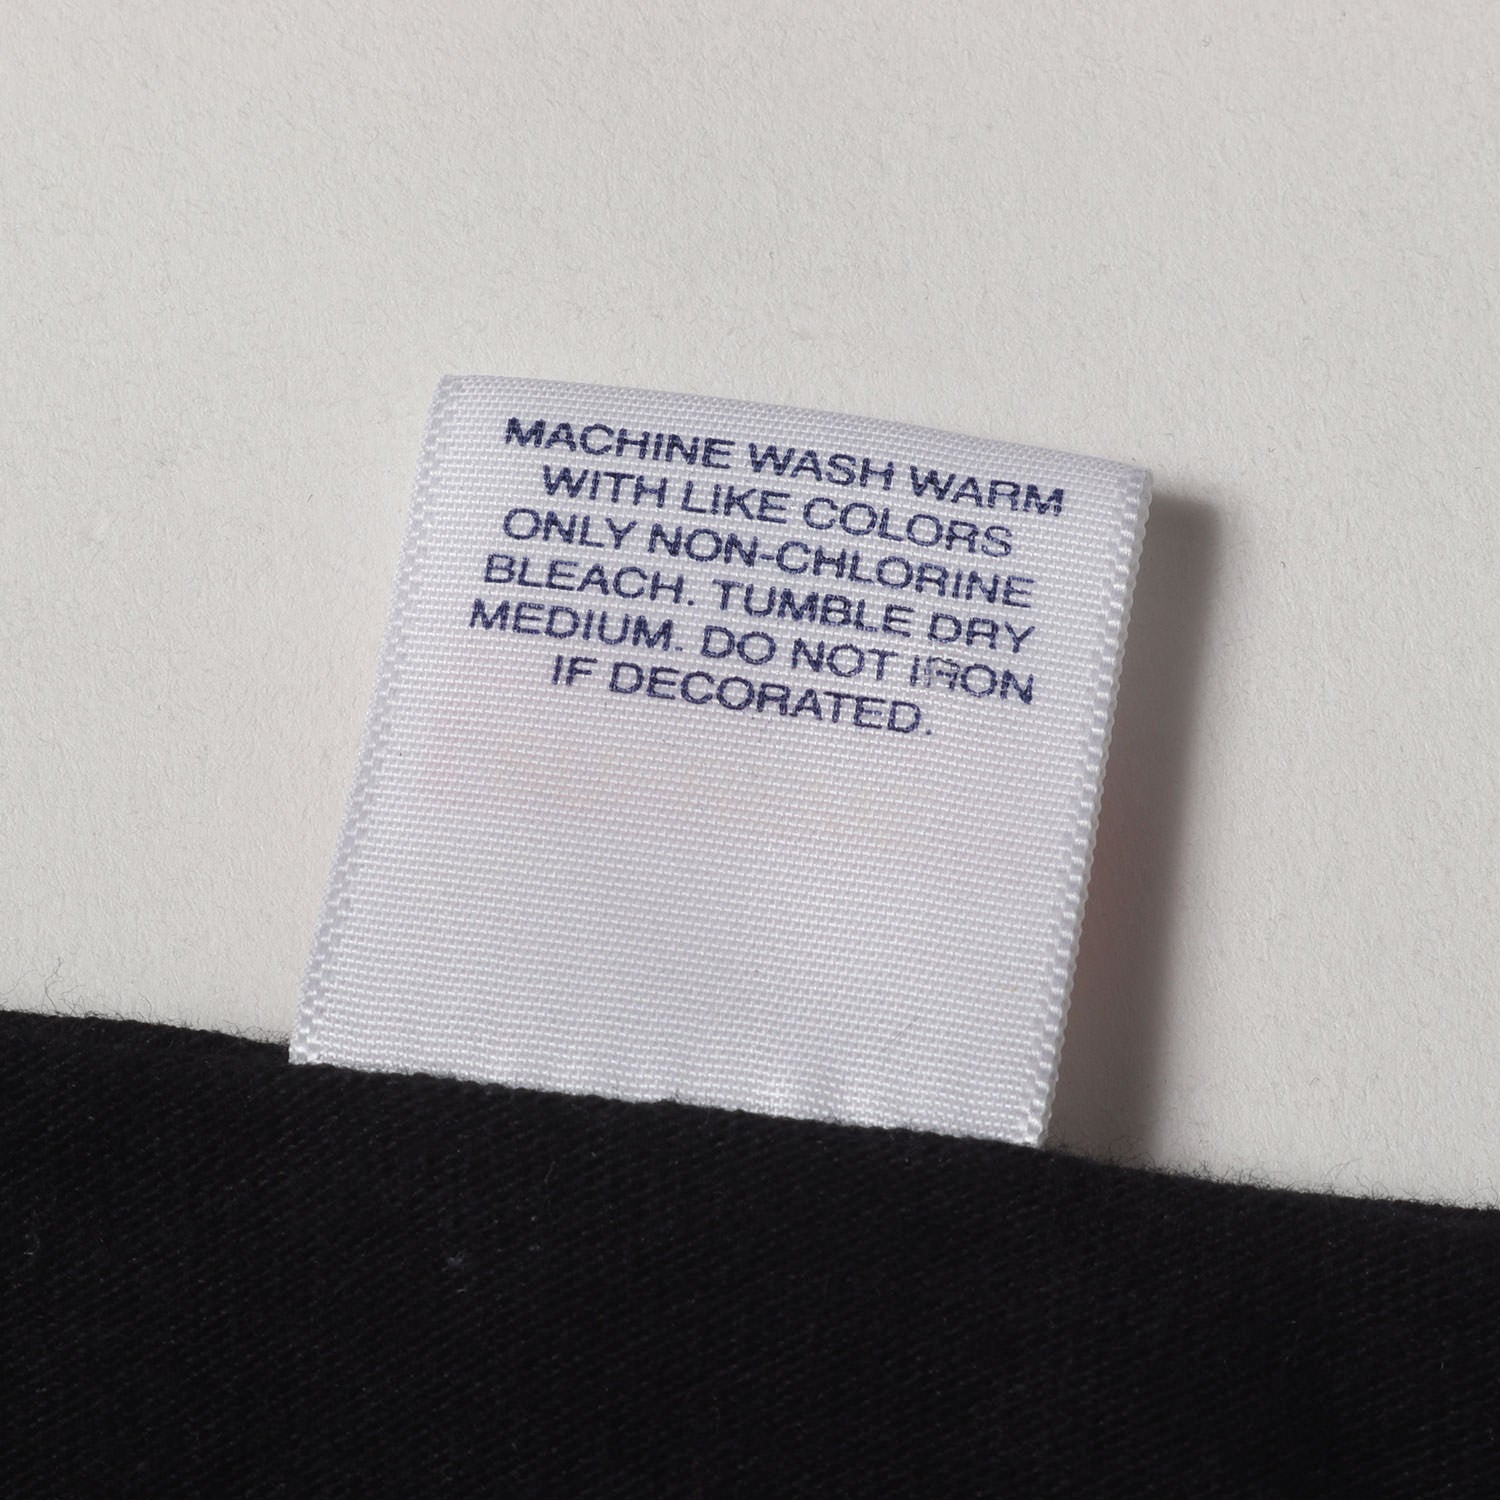 MACHINE WASH WARM
WITH LIKE COLORS
ONLY NON-CHLORINE
BLEACH. TUMBLE DRY
MEDIUM. DO NOT IRON
IF DECORATED.